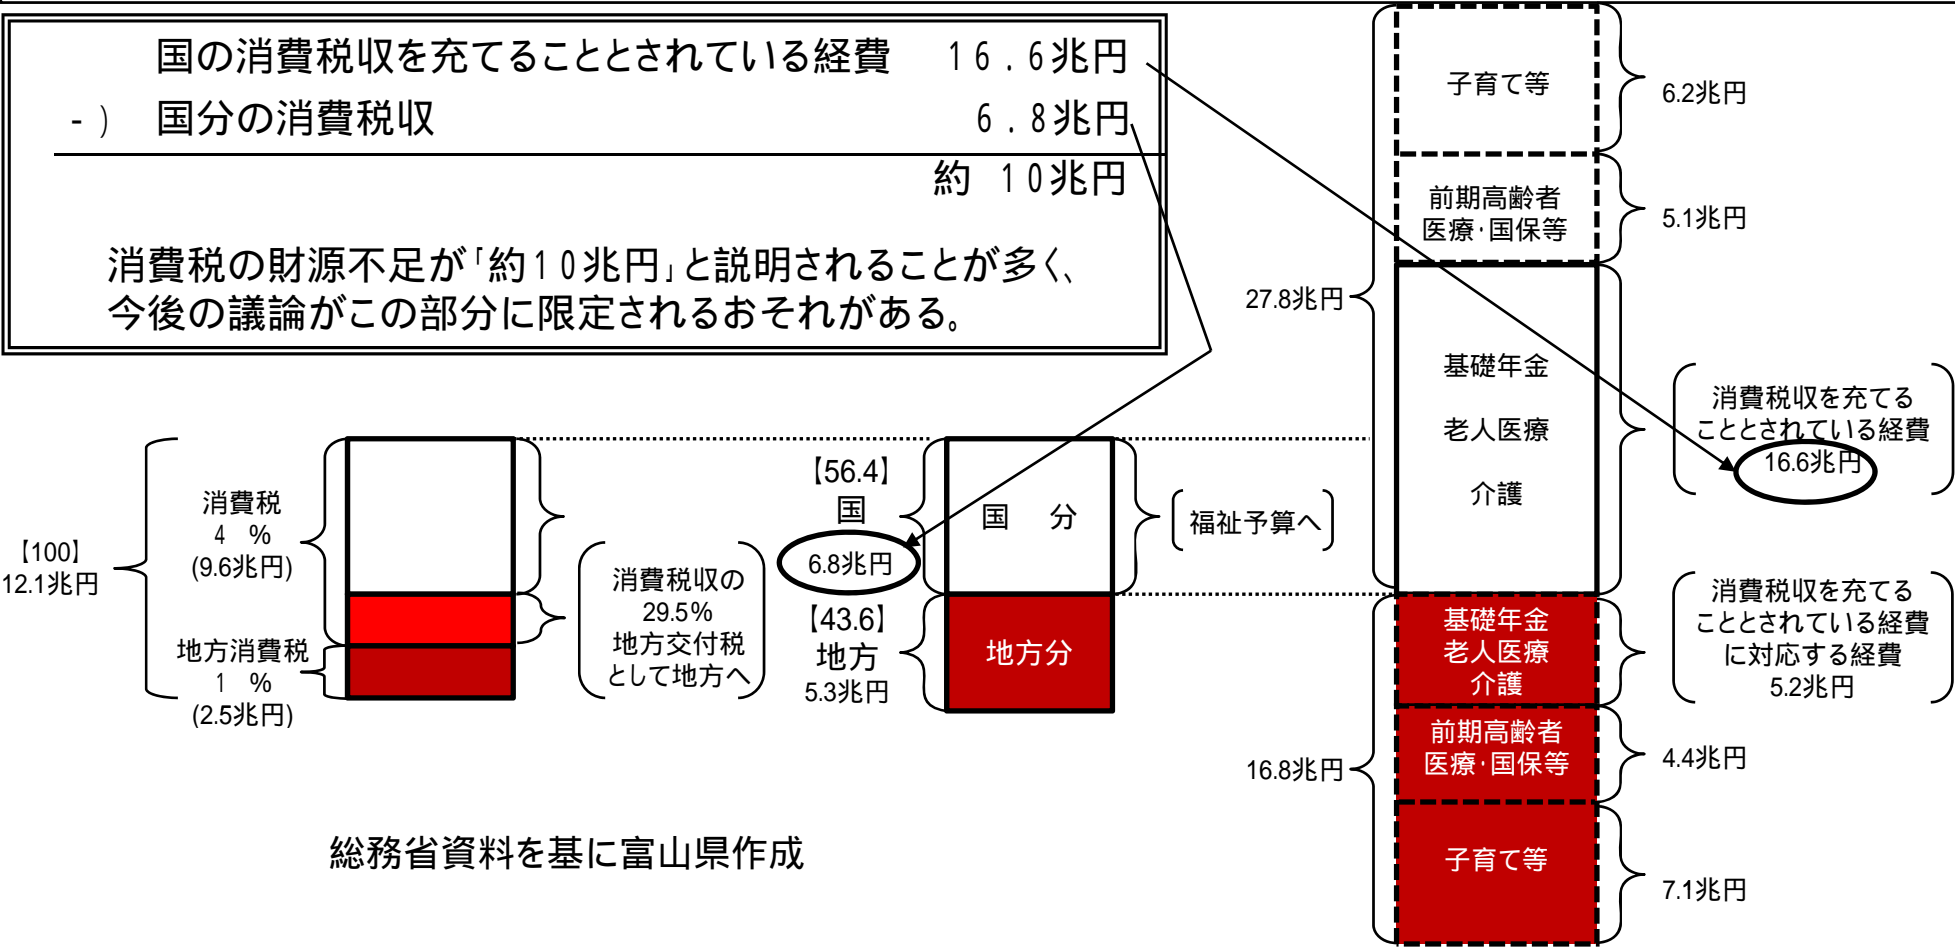 国の消費税収を充てることとされている経費 16.6兆円
-) 国分の消費税収 6.8兆円
約 10兆円
消費税の財源不足が「約10兆円」と説明されることが多く、
今後の議論がこの部分に限定されるおそれがある。
【100】
12.1兆円
消費税
4 %
(9.6兆円)
地方消費税
1 %
(2.5兆円)
消費税収の
29.5%
地方交付税
として地方へ
【56.4】
国
6.8兆円
【43.6】
地方
5.3兆円
国 分
地方分
福祉予算へ
27.8兆円
16.8兆円
子育て等
前期高齢者
医療・国保等
基礎年金
老人医療
介護
基礎年金
老人医療
介護
前期高齢者
医療・国保等
子育て等
6.2兆円
5.1兆円
消費税収を充てる
こととされている経費
16.6兆円
消費税収を充てる
こととされている経費
に対応する経費
5.2兆円
4.4兆円
7.1兆円
総務省資料を基に富山県作成